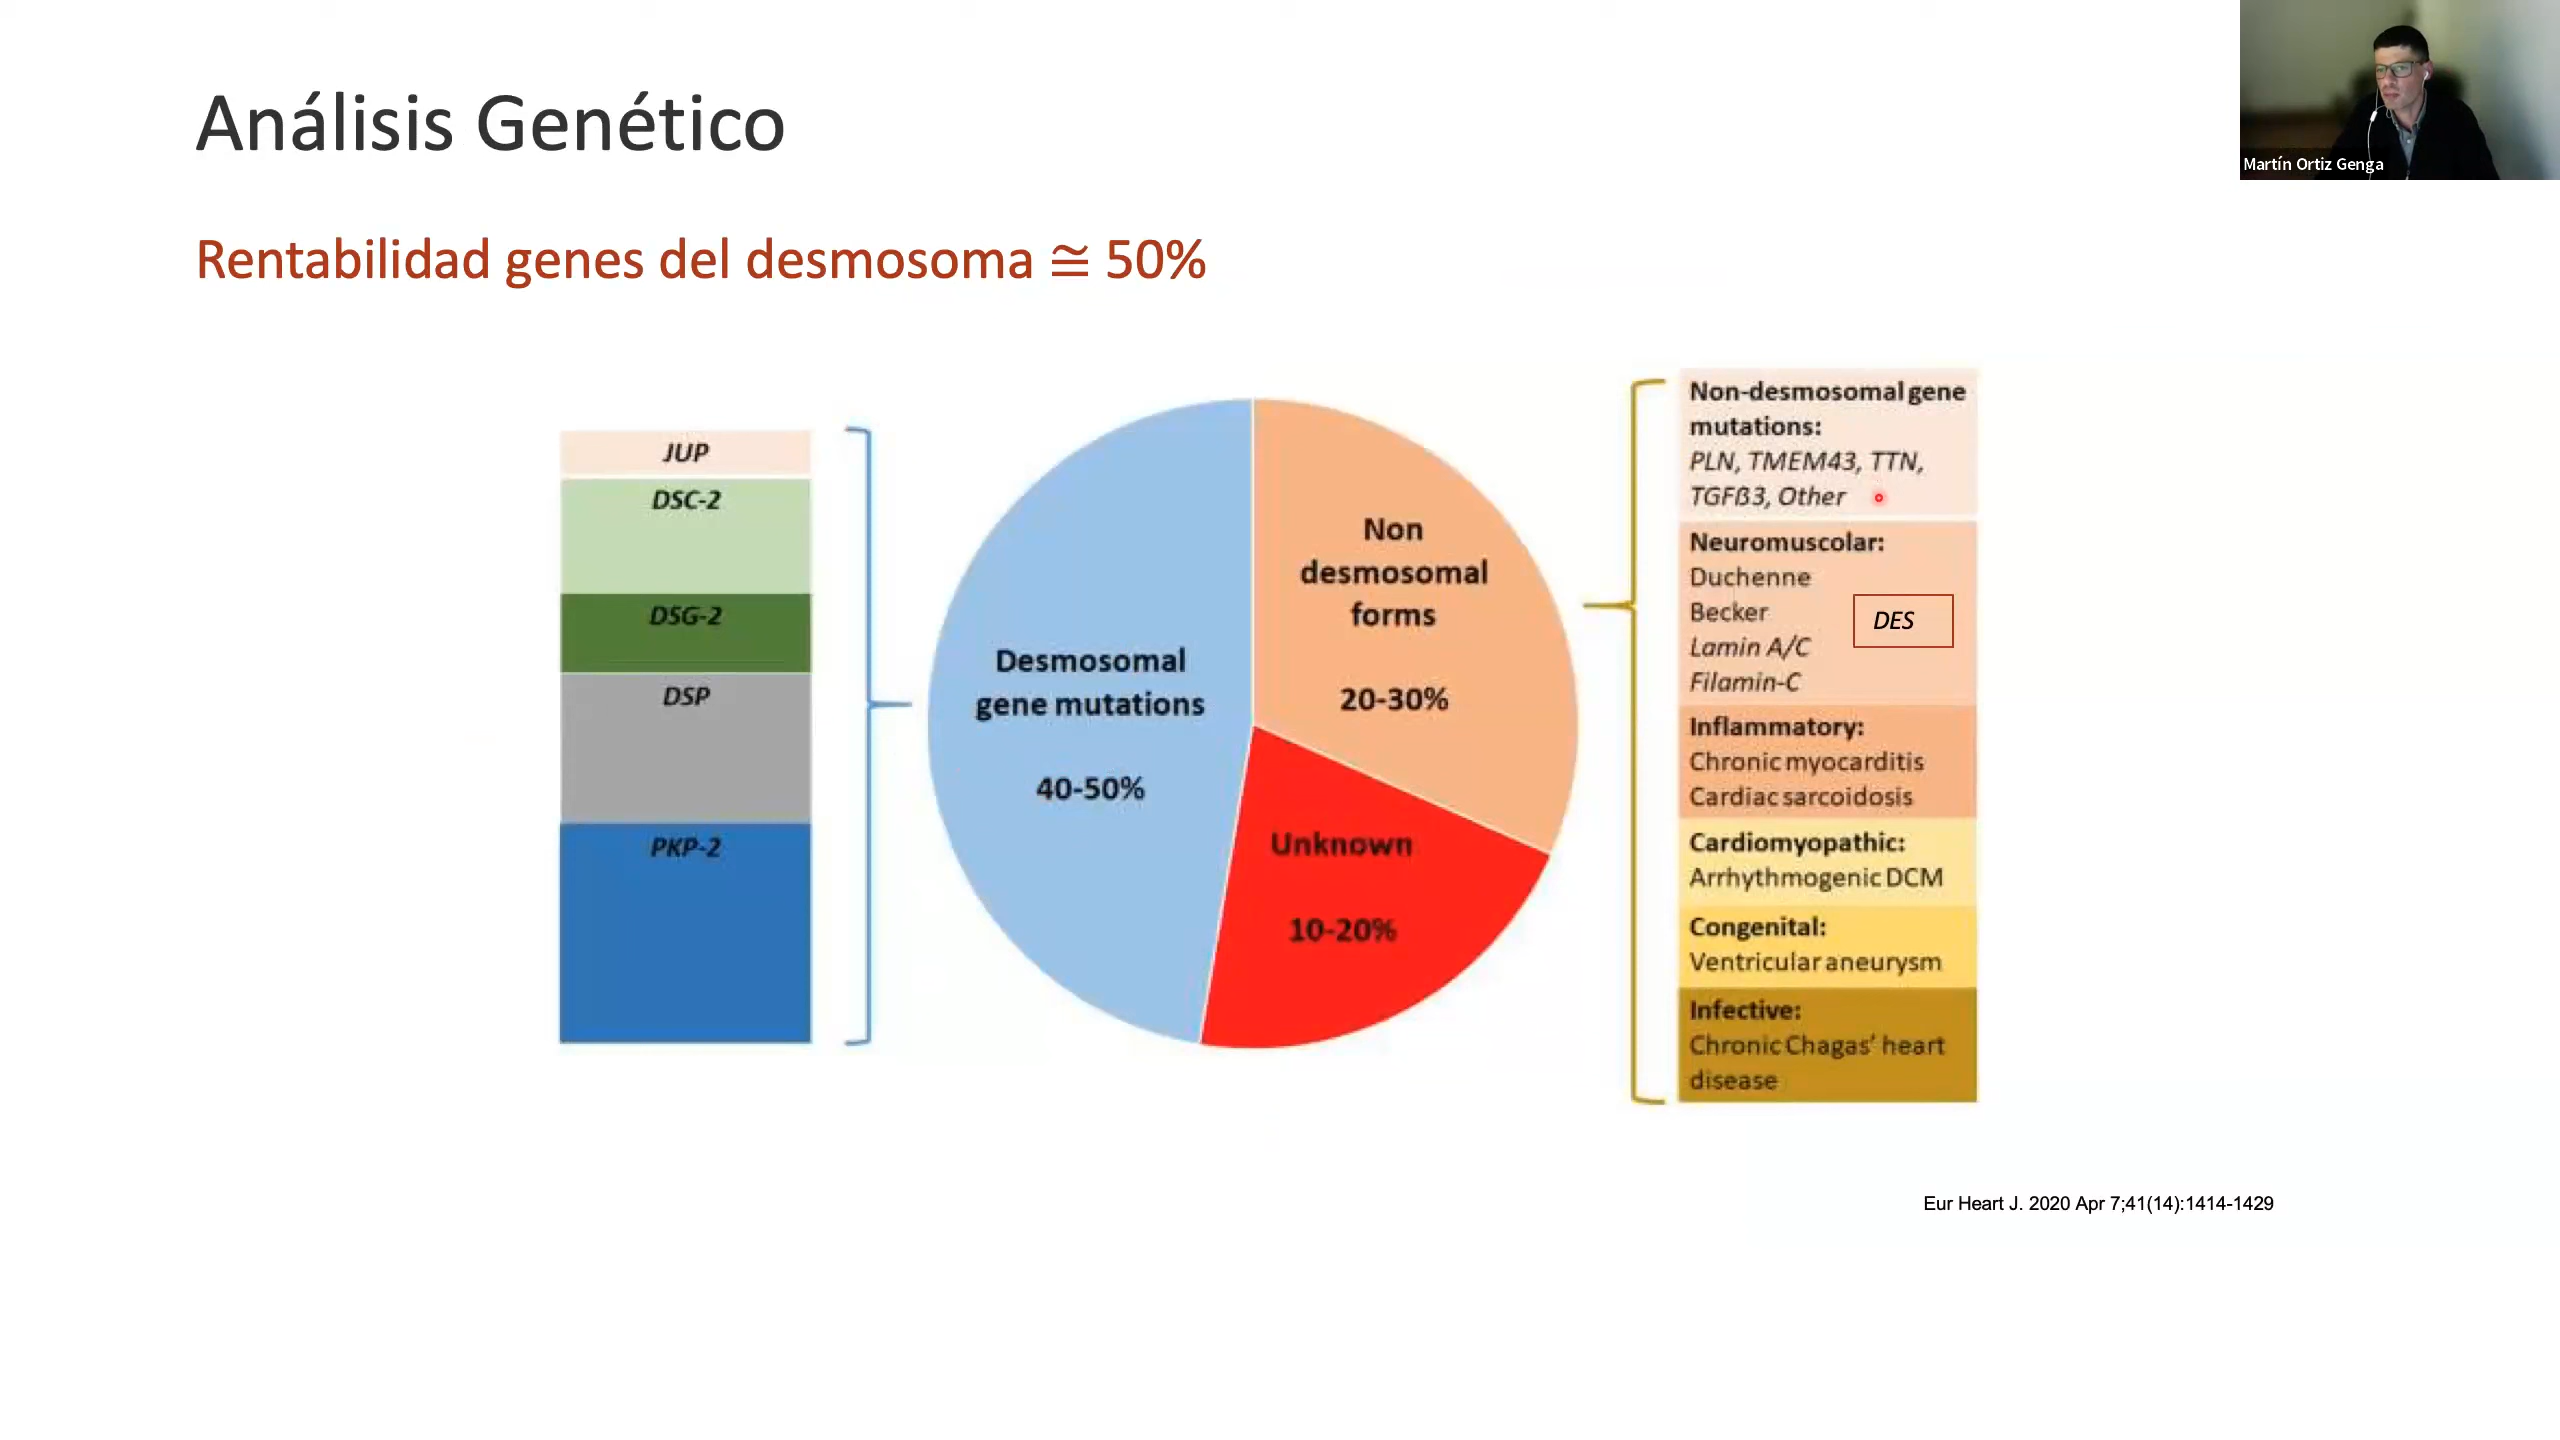 Análisis Genético
Martín Ortiz Genga
Rentabilidad genes del desmosoma ≅ 50%
JUP
DSC-2
DSG-2
DSP
PKP-2
Desmosomal
gene mutations
40-50%
Non
desmosomal
forms
20-30%
Unknown
10-20%
Non-desmosomal gene
mutations:
PLN, TMEM43, TTN,
TGFß3, Other
Neuromuscolar:
Duchenne
Becker
Lamin A/C
Filamin-C
DES
Inflammatory:
Chronic myocarditis
Cardiac sarcoidosis
Cardiomyopathic:
Arrhythmogenic DCM
Congenital:
Ventricular aneurysm
Infective:
Chronic Chagas' heart
disease
Eur Heart J. 2020 Apr 7;41(14):1414-1429